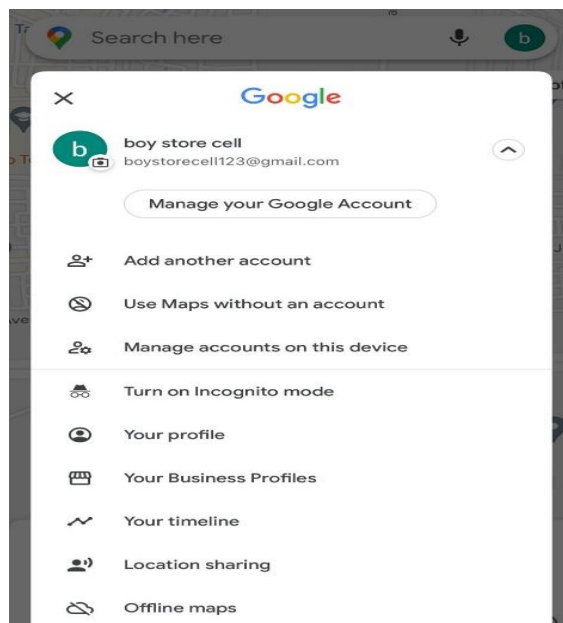 Search here
b
Google
b
boy store cell
boystorecell123@gmail.com
Manage your Google Account
Add another account
Use Maps without an account
Manage accounts on this device
Turn on Incognito mode
Your profile
Your Business Profiles
Your timeline
Location sharing
Offline maps